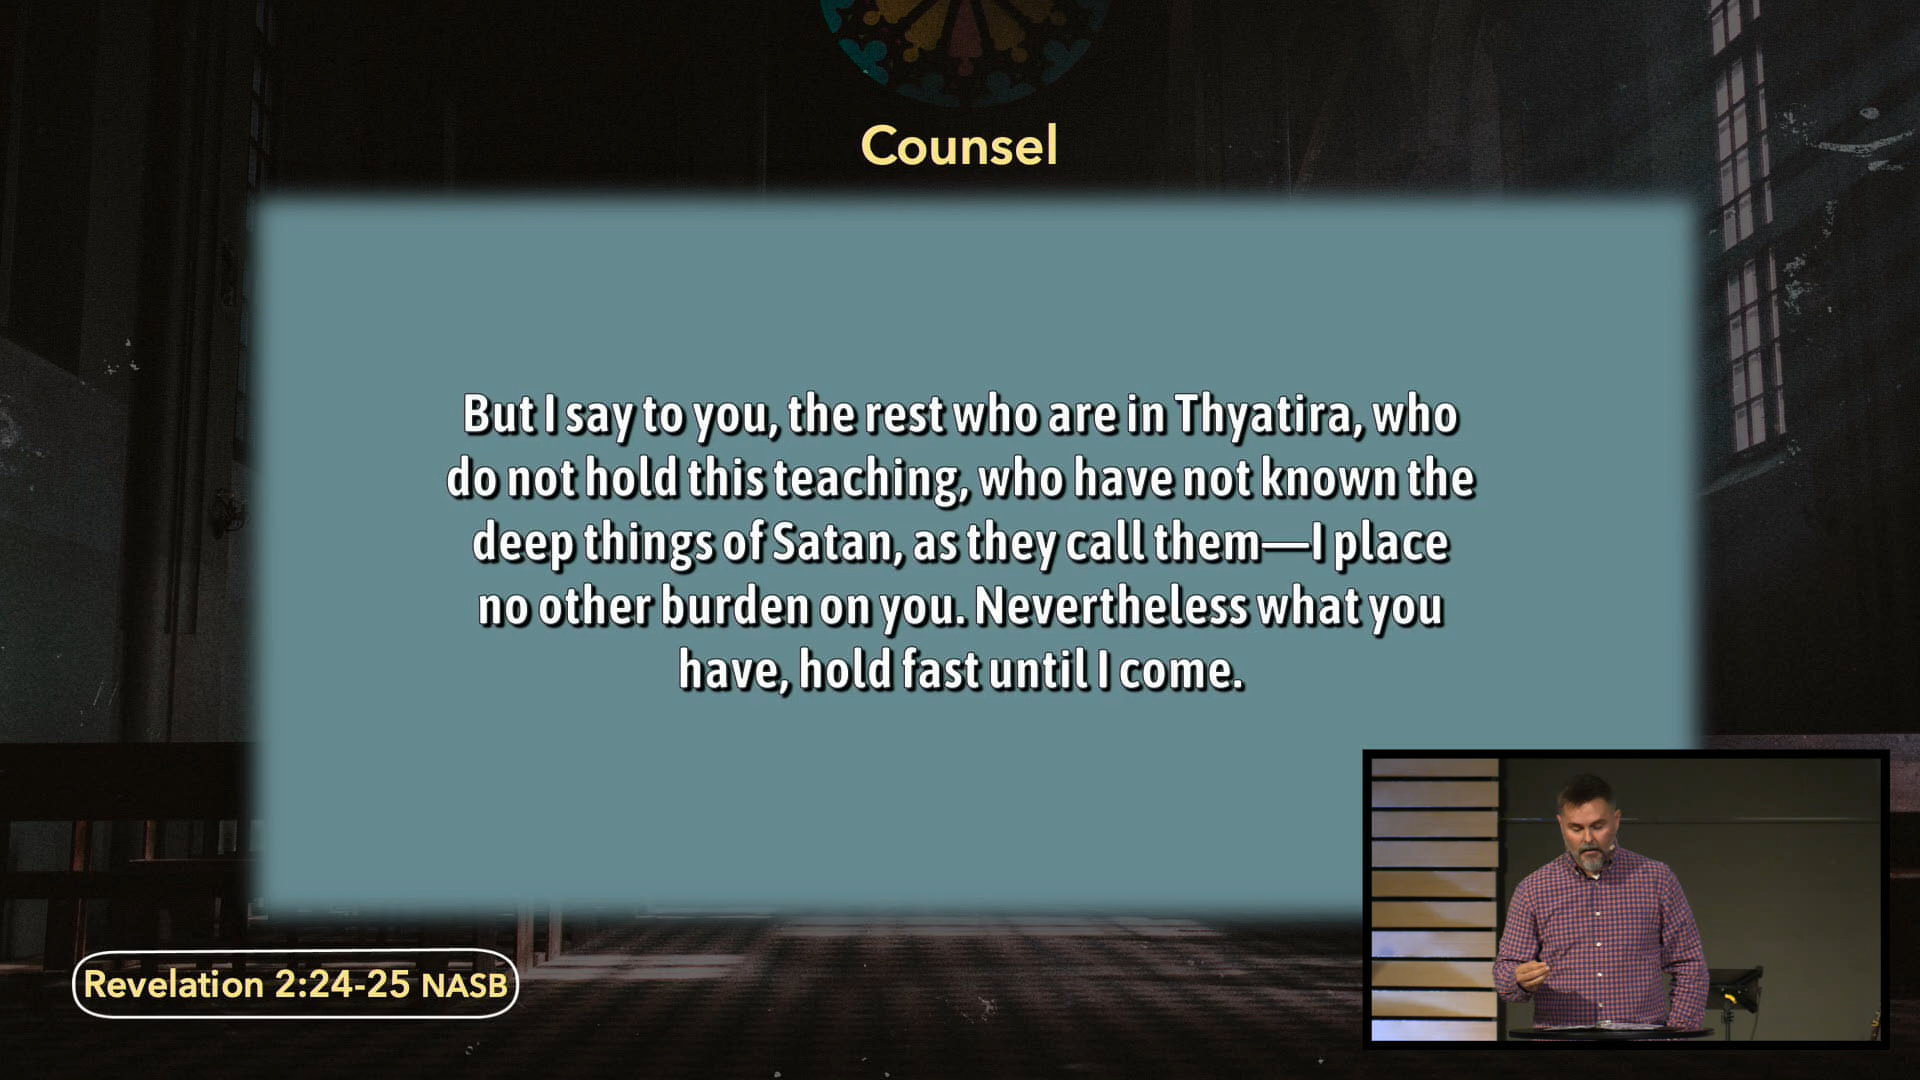 Counsel
But I say to you, the rest who are in Thyatira, who
do not hold this teaching, who have not known the
deep things of Satan, as they call them—I place
no other burden on you. Nevertheless what you
have, hold fast until I come.
Revelation 2:24-25 NASB